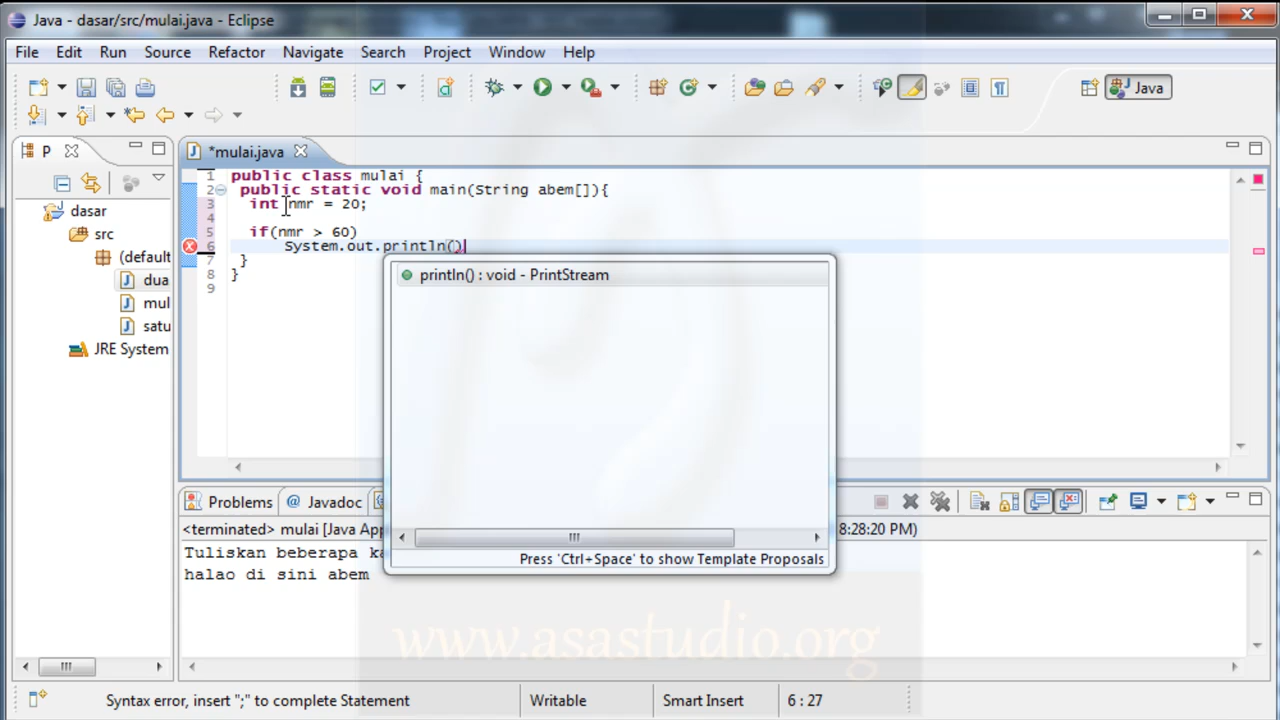 Java - dasar/src/mulai.java - Eclipse
File Edit Run Source Refactor Navigate Search Project Window Help
Java
P
*mulai.java
dasar
src
(default
dua
mul
satu
JRE System
1 public class mulai {
2 public static void main(String abem[]){
3 int nmr = 20;
4
5 if(nmr > 60)
6 System.out.println()
7 }
8 }
9
println() : void - PrintStream
Press 'Ctrl+Space' to show Template Proposals
Problems @ Javadoc
<terminated> mulai [Java App 8:28:20 PM)
Tuliskan beberapa ka
halao di sini abem
www.asastudio.org
Syntax error, insert ";" to complete Statement Writable Smart Insert 6 : 27